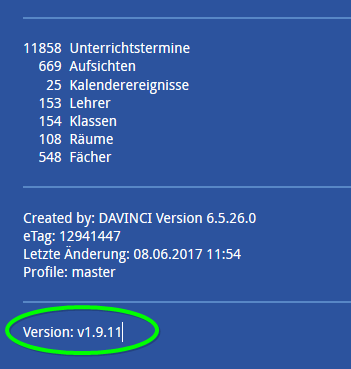 11858 Unterrichtstermine
669 Aufsichten
25 Kalenderereignisse
153 Lehrer
154 Klassen
108 Räume
548 Fächer
Created by: DAVINCI Version 6.5.26.0
eTag: 12941447
Letzte Änderung: 08.06.2017 11:54
Profile: master
Version: v1.9.11